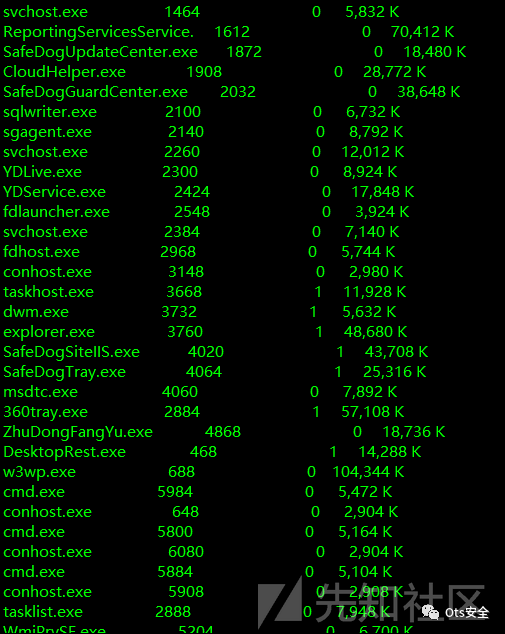 svchost.exe 1464 0 5,832 K
ReportingServicesService. 1612 0 70,412 K
SafeDogUpdateCenter.exe 1872 0 18,480 K
CloudHelper.exe 1908 0 28,772 K
SafeDogGuardCenter.exe 2032 0 38,648 K
sqlwriter.exe 2100 0 6,732 K
sgagent.exe 2140 0 8,792 K
svchost.exe 2260 0 12,012 K
YDLive.exe 2300 0 8,924 K
YDService.exe 2424 0 17,848 K
fdlauncher.exe 2548 0 3,924 K
svchost.exe 2384 0 7,140 K
fdhost.exe 2968 0 5,744 K
conhost.exe 3148 0 2,980 K
taskhost.exe 3668 1 11,928 K
dwm.exe 3732 1 5,632 K
explorer.exe 3760 1 48,680 K
SafeDogSiteIIS.exe 4020 1 43,708 K
SafeDogTray.exe 4064 1 25,316 K
msdtc.exe 4060 0 7,892 K
360tray.exe 2884 1 57,108 K
ZhuDongFangYu.exe 4868 0 18,736 K
DesktopRest.exe 468 1 14,288 K
w3wp.exe 688 0 104,344 K
cmd.exe 5984 0 5,472 K
conhost.exe 648 0 2,904 K
cmd.exe 5800 0 5,164 K
conhost.exe 6080 0 2,904 K
cmd.exe 5884 0 5,104 K
conhost.exe 5908 0 2,908 K
tasklist.exe 2888 0 7,948 K
WmiPrvSE.exe 5204 0 6,700 K
先知社区
Ots安全